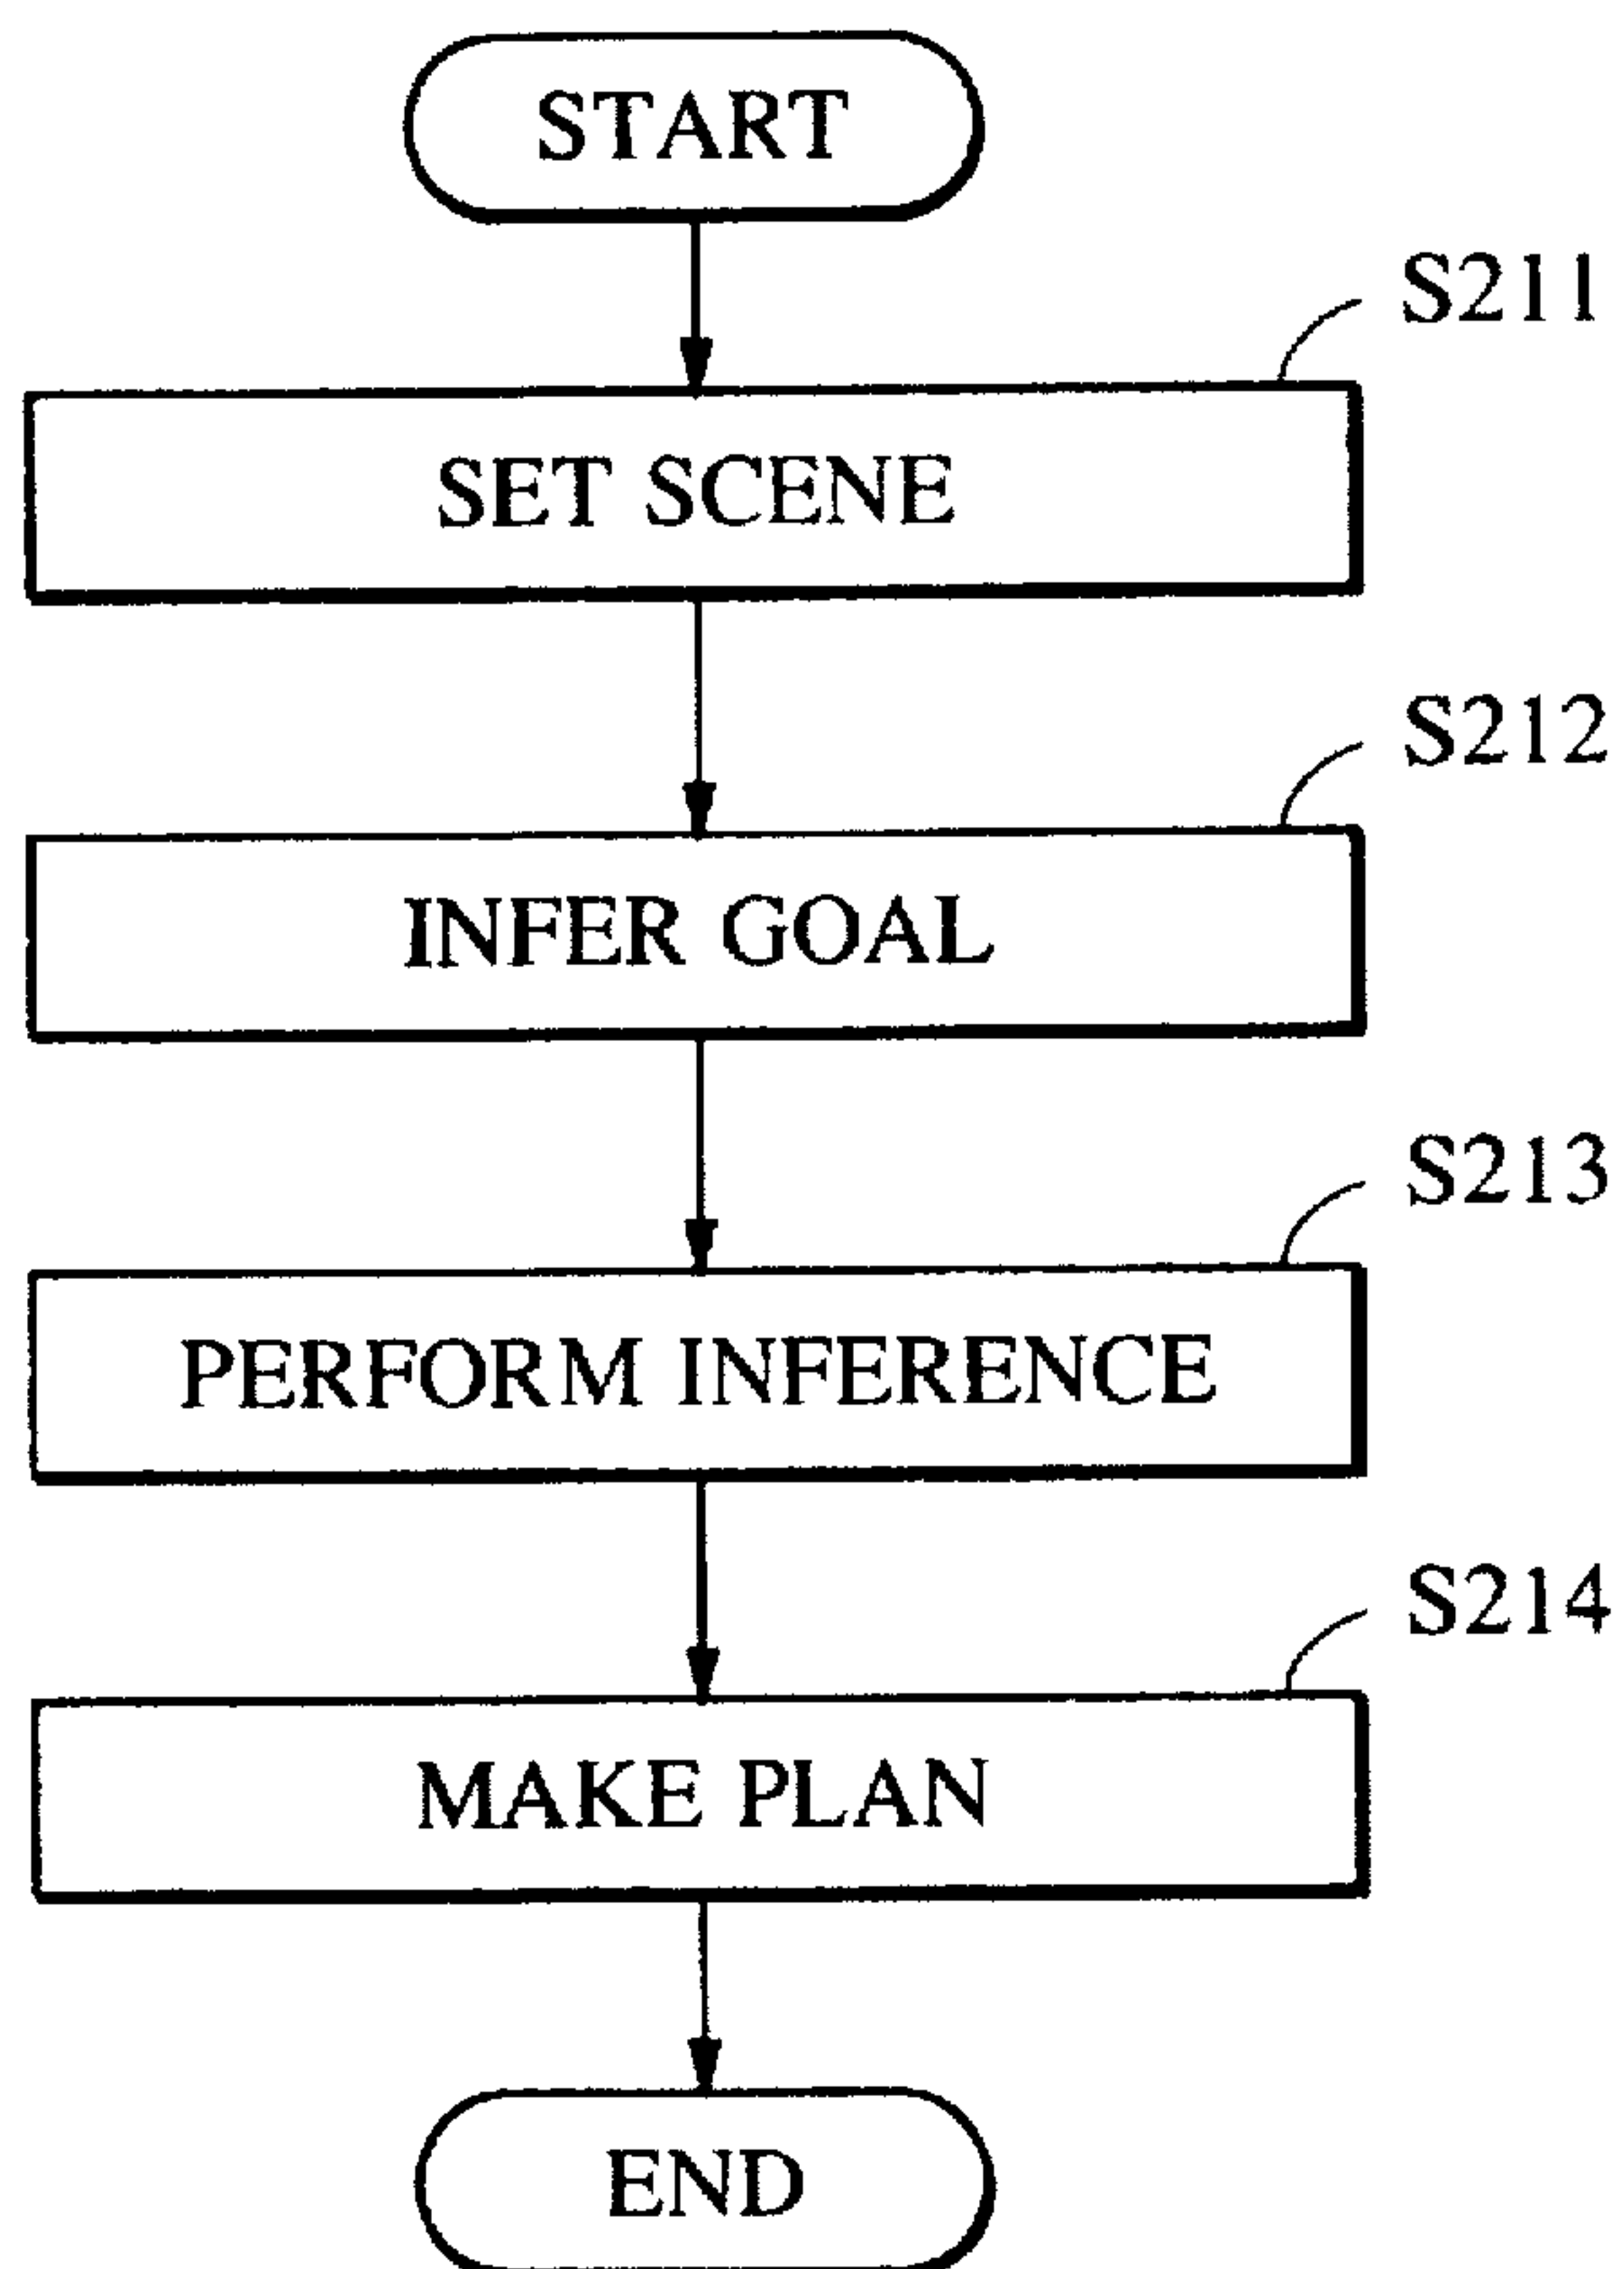 START
S211
SET SCENE
S212
INFER GOAL
S213
PERFORM INFERENCE
S214
MAKE PLAN
END